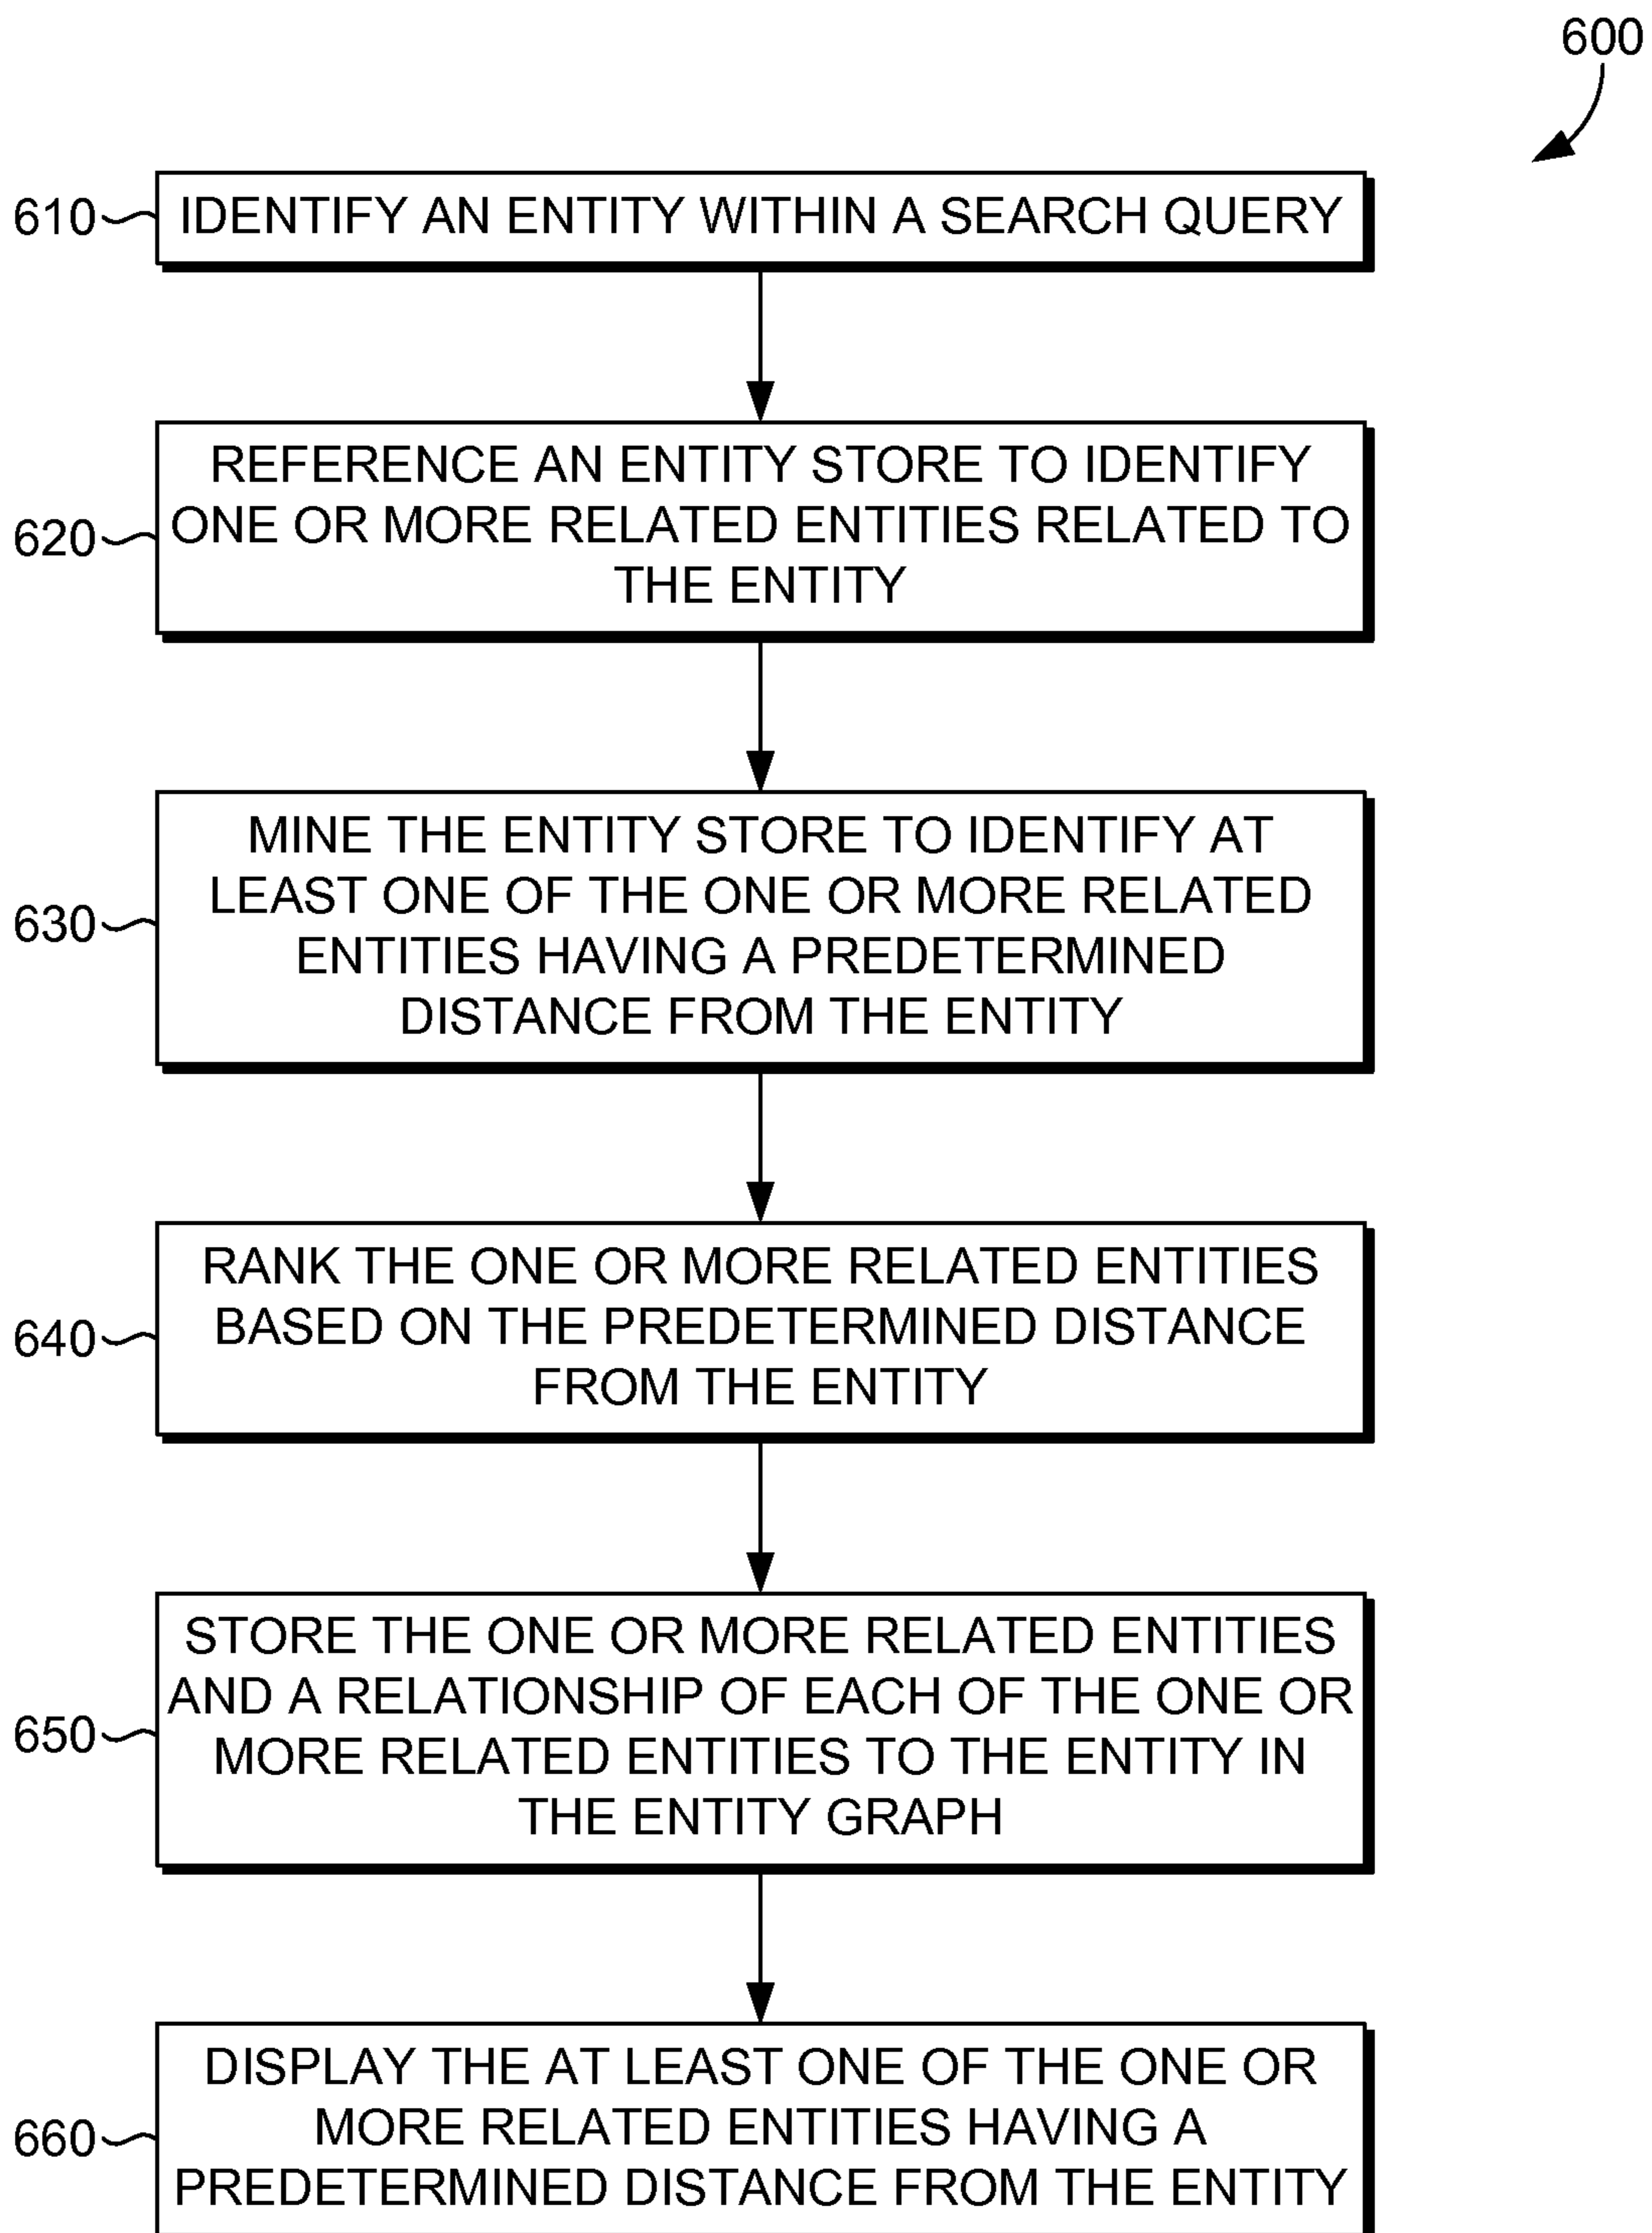 600
610
IDENTIFY AN ENTITY WITHIN A SEARCH QUERY
REFERENCE AN ENTITY STORE TO IDENTIFY
620
ONE OR MORE RELATED ENTITIES RELATED TO
THE ENTITY
MINE THE ENTITY STORE TO IDENTIFY AT
LEAST ONE OF THE ONE OR MORE RELATED
630
ENTITIES HAVING A PREDETERMINED
DISTANCE FROM THE ENTITY
RANK THE ONE OR MORE RELATED ENTITIES
640
BASED ON THE PREDETERMINED DISTANCE
FROM THE ENTITY
STORE THE ONE OR MORE RELATED ENTITIES
AND A RELATIONSHIP OF EACH OF THE ONE OR
650
MORE RELATED ENTITIES TO THE ENTITY IN
THE ENTITY GRAPH
DISPLAY THE AT LEAST ONE OF THE ONE OR
660
MORE RELATED ENTITIES HAVING A
PREDETERMINED DISTANCE FROM THE ENTITY